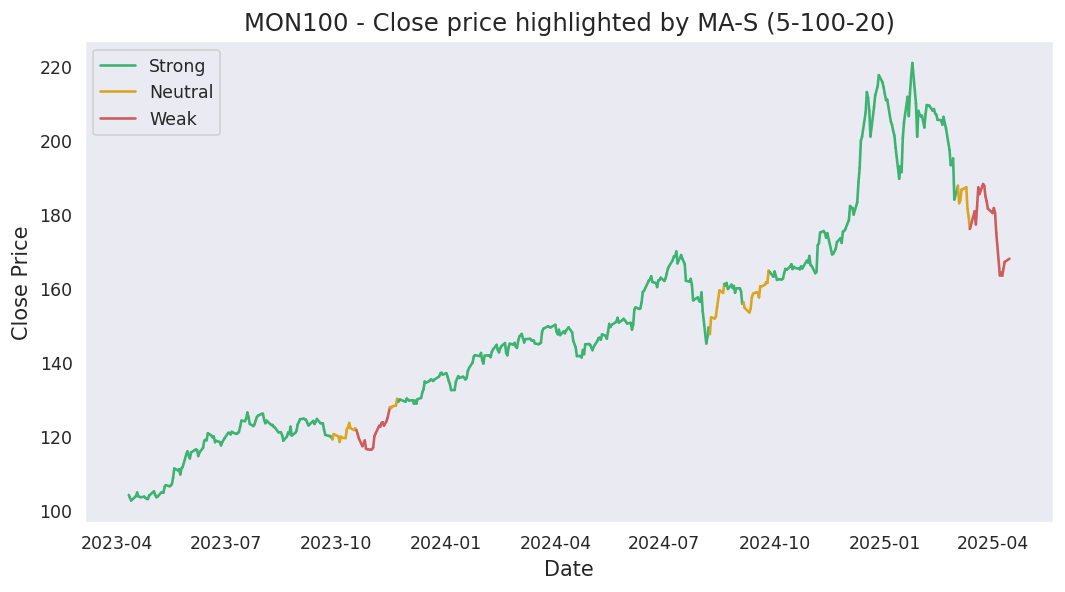 MON100 - Close price highlighted by MA-S (5-100-20)
Strong
Neutral
Weak
220
200
180
160
140
120
100
Close Price
2023-04 2023-07 2023-10 2024-01 2024-04 2024-07 2024-10 2025-01 2025-04
Date